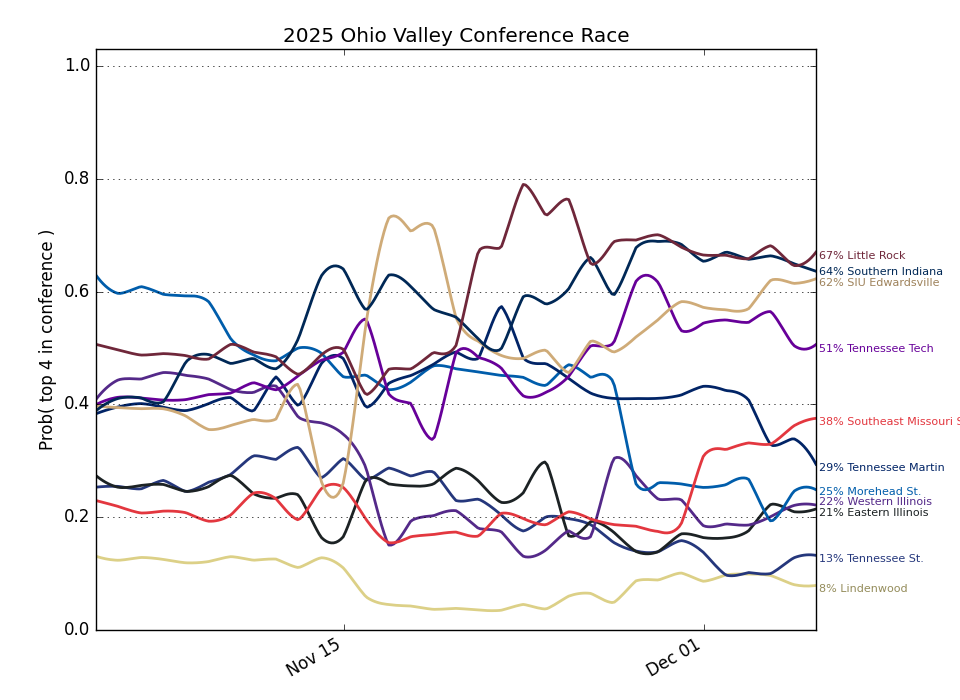 2025 Ohio Valley Conference Race
Prob( top 4 in conference )
1.0
0.8
0.6
0.4
0.2
0.0
Nov 15
Dec 01
67% Little Rock
64% Southern Indiana
62% SIU Edwardsville
51% Tennessee Tech
38% Southeast Missouri S
29% Tennessee Martin
25% Morehead St.
22% Western Illinois
21% Eastern Illinois
13% Tennessee St.
8% Lindenwood